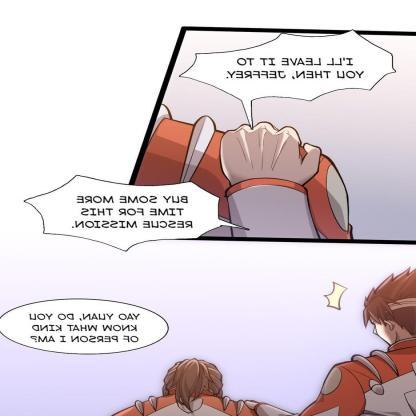 I'LL LEAVE IT TO
YOU THEN, JEFFREY.
BUY SOME MORE
TIME FOR THIS
RESCUE MISSION.
YAO YUAN, DO YOU
KNOW WHAT KIND
OF PERSON I AM?